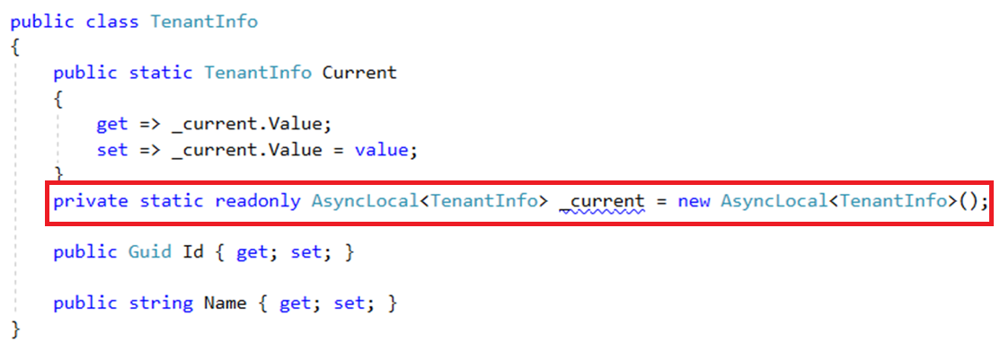 public class TenantInfo
{
public static TenantInfo Current
{
get => _current.Value;
set => _current.Value = value;
}
private static readonly AsyncLocal<TenantInfo> _current = new AsyncLocal<TenantInfo>();
public Guid Id { get; set; }
public string Name { get; set; }
}